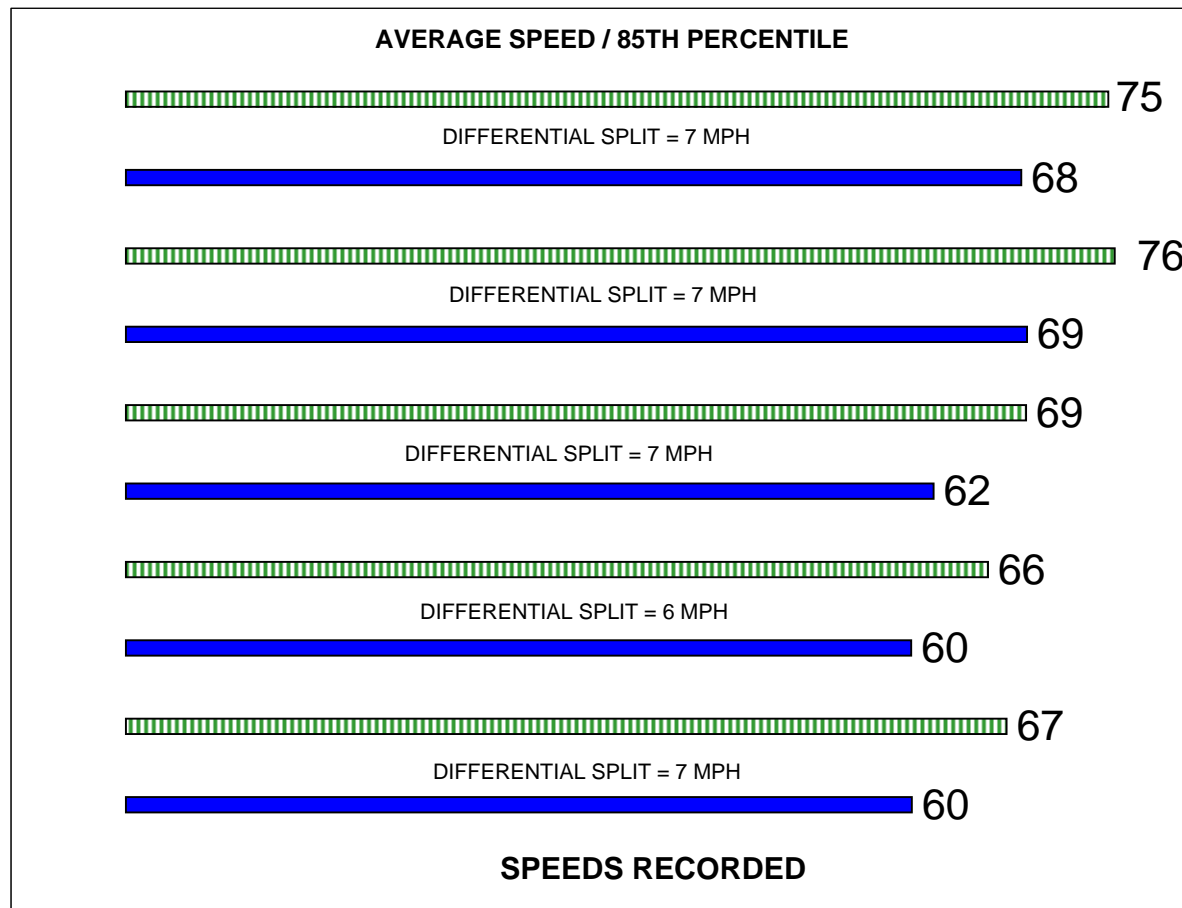 AVERAGE SPEED / 85TH PERCENTILE
75
DIFFERENTIAL SPLIT = 7 MPH
68
76
DIFFERENTIAL SPLIT = 7 MPH
69
69
DIFFERENTIAL SPLIT = 7 MPH
62
66
DIFFERENTIAL SPLIT = 6 MPH
60
67
DIFFERENTIAL SPLIT = 7 MPH
60
SPEEDS RECORDED